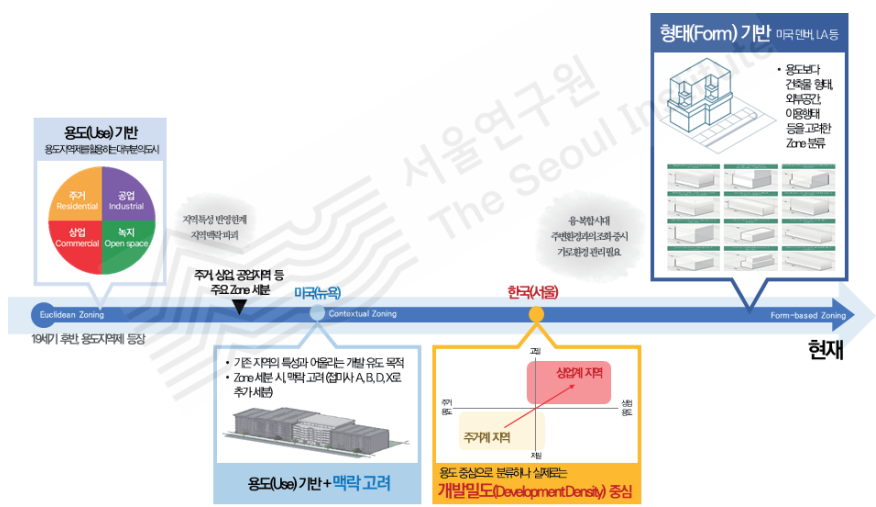 형태(Form) 기반 미국 덴버, LA 등
• 용도보다
건축물 형태,
외부공간,
이용행태
등을 고려한
Zone 분류
용도(Use) 기반
용도지역제를 활용하는 대부분의 도시
주거
Residential
공업
Industrial
상업
Commercial
녹지
Open space
지역특성 반영 한계
지역맥락 파괴
융·복합 시대
주변환경과의 조화 중시
가로환경 관리 필요
주거, 상업, 공업지역 등
주요 Zone 세분
미국(뉴욕)
한국(서울)
Euclidean Zoning
Contextual Zoning
Form-based Zoning
19세기 후반, 용도지역제 등장
현재
• 기존 지역의 특성과 어울리는 개발 유도 목적
• Zone 세분 시, 맥락 고려 (접미사 A, B, D, X로
추가 세분)
용도(Use) 기반 + 맥락 고려
고밀
상업계 지역
주거
용도
상업
용도
주거계 지역
저밀
용도 중심으로 분류하나 실제로는
개발밀도(Development Density) 중심
서울연구원
The Seoul Institute